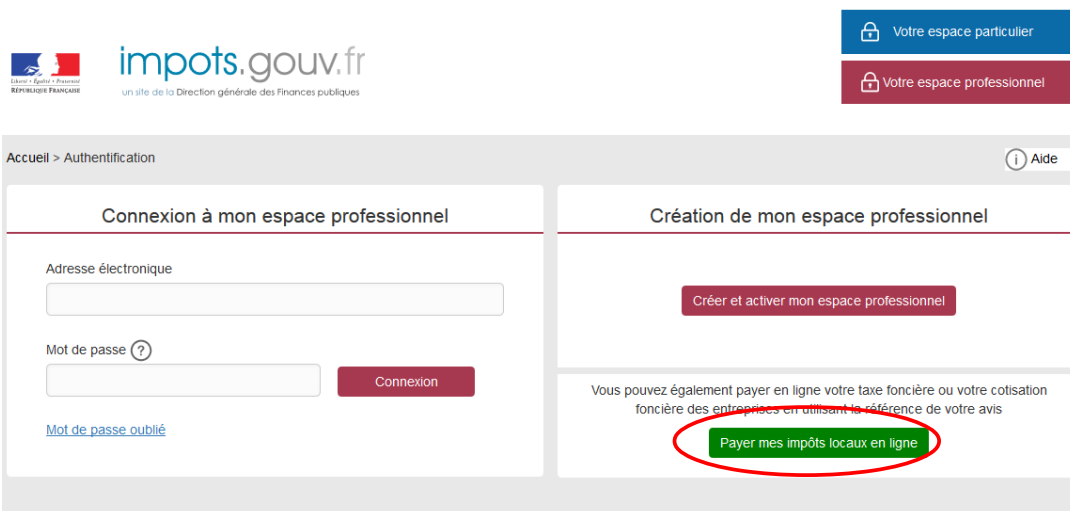 Votre espace particulier
Liberté • Égalité • Fraternité
RÉPUBLIQUE FRANÇAISE
impots.gouv.fr
un site de la Direction générale des Finances publiques
Votre espace professionnel
Accueil > Authentification
Aide
Connexion à mon espace professionnel
Adresse électronique
Mot de passe ?
Connexion
Mot de passe oublié
Création de mon espace professionnel
Créer et activer mon espace professionnel
Vous pouvez également payer en ligne votre taxe foncière ou votre cotisation
foncière des entreprises en utilisant la référence de votre avis
Payer mes impôts locaux en ligne